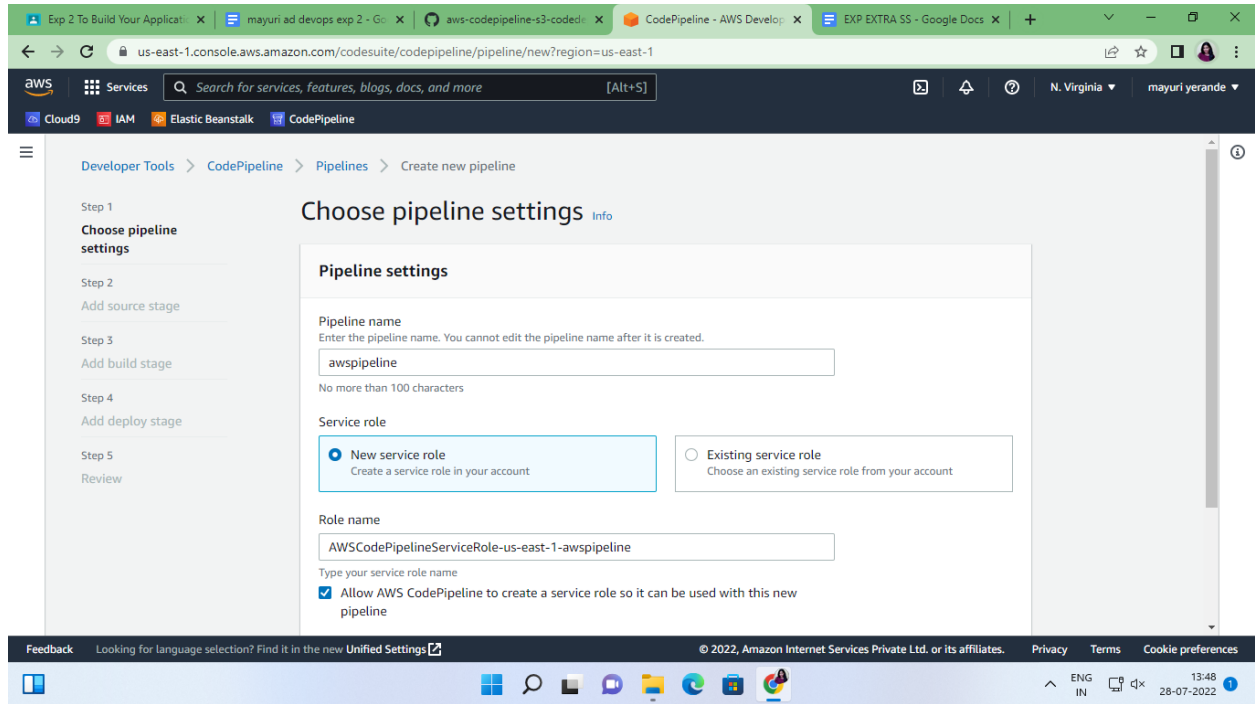 Exp 2 To Build Your Applicati
mayuri ad devops exp 2 - Go
aws-codepipeline-s3-codede
CodePipeline - AWS Develop
EXP EXTRA SS - Google Docs
us-east-1.console.aws.amazon.com/codesuite/codepipeline/pipeline/new?region=us-east-1
aws
Services
Search for services, features, blogs, docs, and more
[Alt+S]
N. Virginia
mayuri yerande
Cloud9
IAM
Elastic Beanstalk
CodePipeline
Developer Tools
CodePipeline
Pipelines
Create new pipeline
Step 1
Choose pipeline
settings
Step 2
Add source stage
Step 3
Add build stage
Step 4
Add deploy stage
Step 5
Review
Choose pipeline settings Info
Pipeline settings
Pipeline name
Enter the pipeline name. You cannot edit the pipeline name after it is created.
awspipeline
No more than 100 characters
Service role
New service role
Create a service role in your account
Existing service role
Choose an existing service role from your account
Role name
AWSCodePipelineServiceRole-us-east-1-awspipeline
Type your service role name
Allow AWS CodePipeline to create a service role so it can be used with this new
pipeline
Feedback
Looking for language selection? Find it in the new Unified Settings
© 2022, Amazon Internet Services Private Ltd. or its affiliates.
Privacy
Terms
Cookie preferences
ENG
IN
13:48
28-07-2022
1